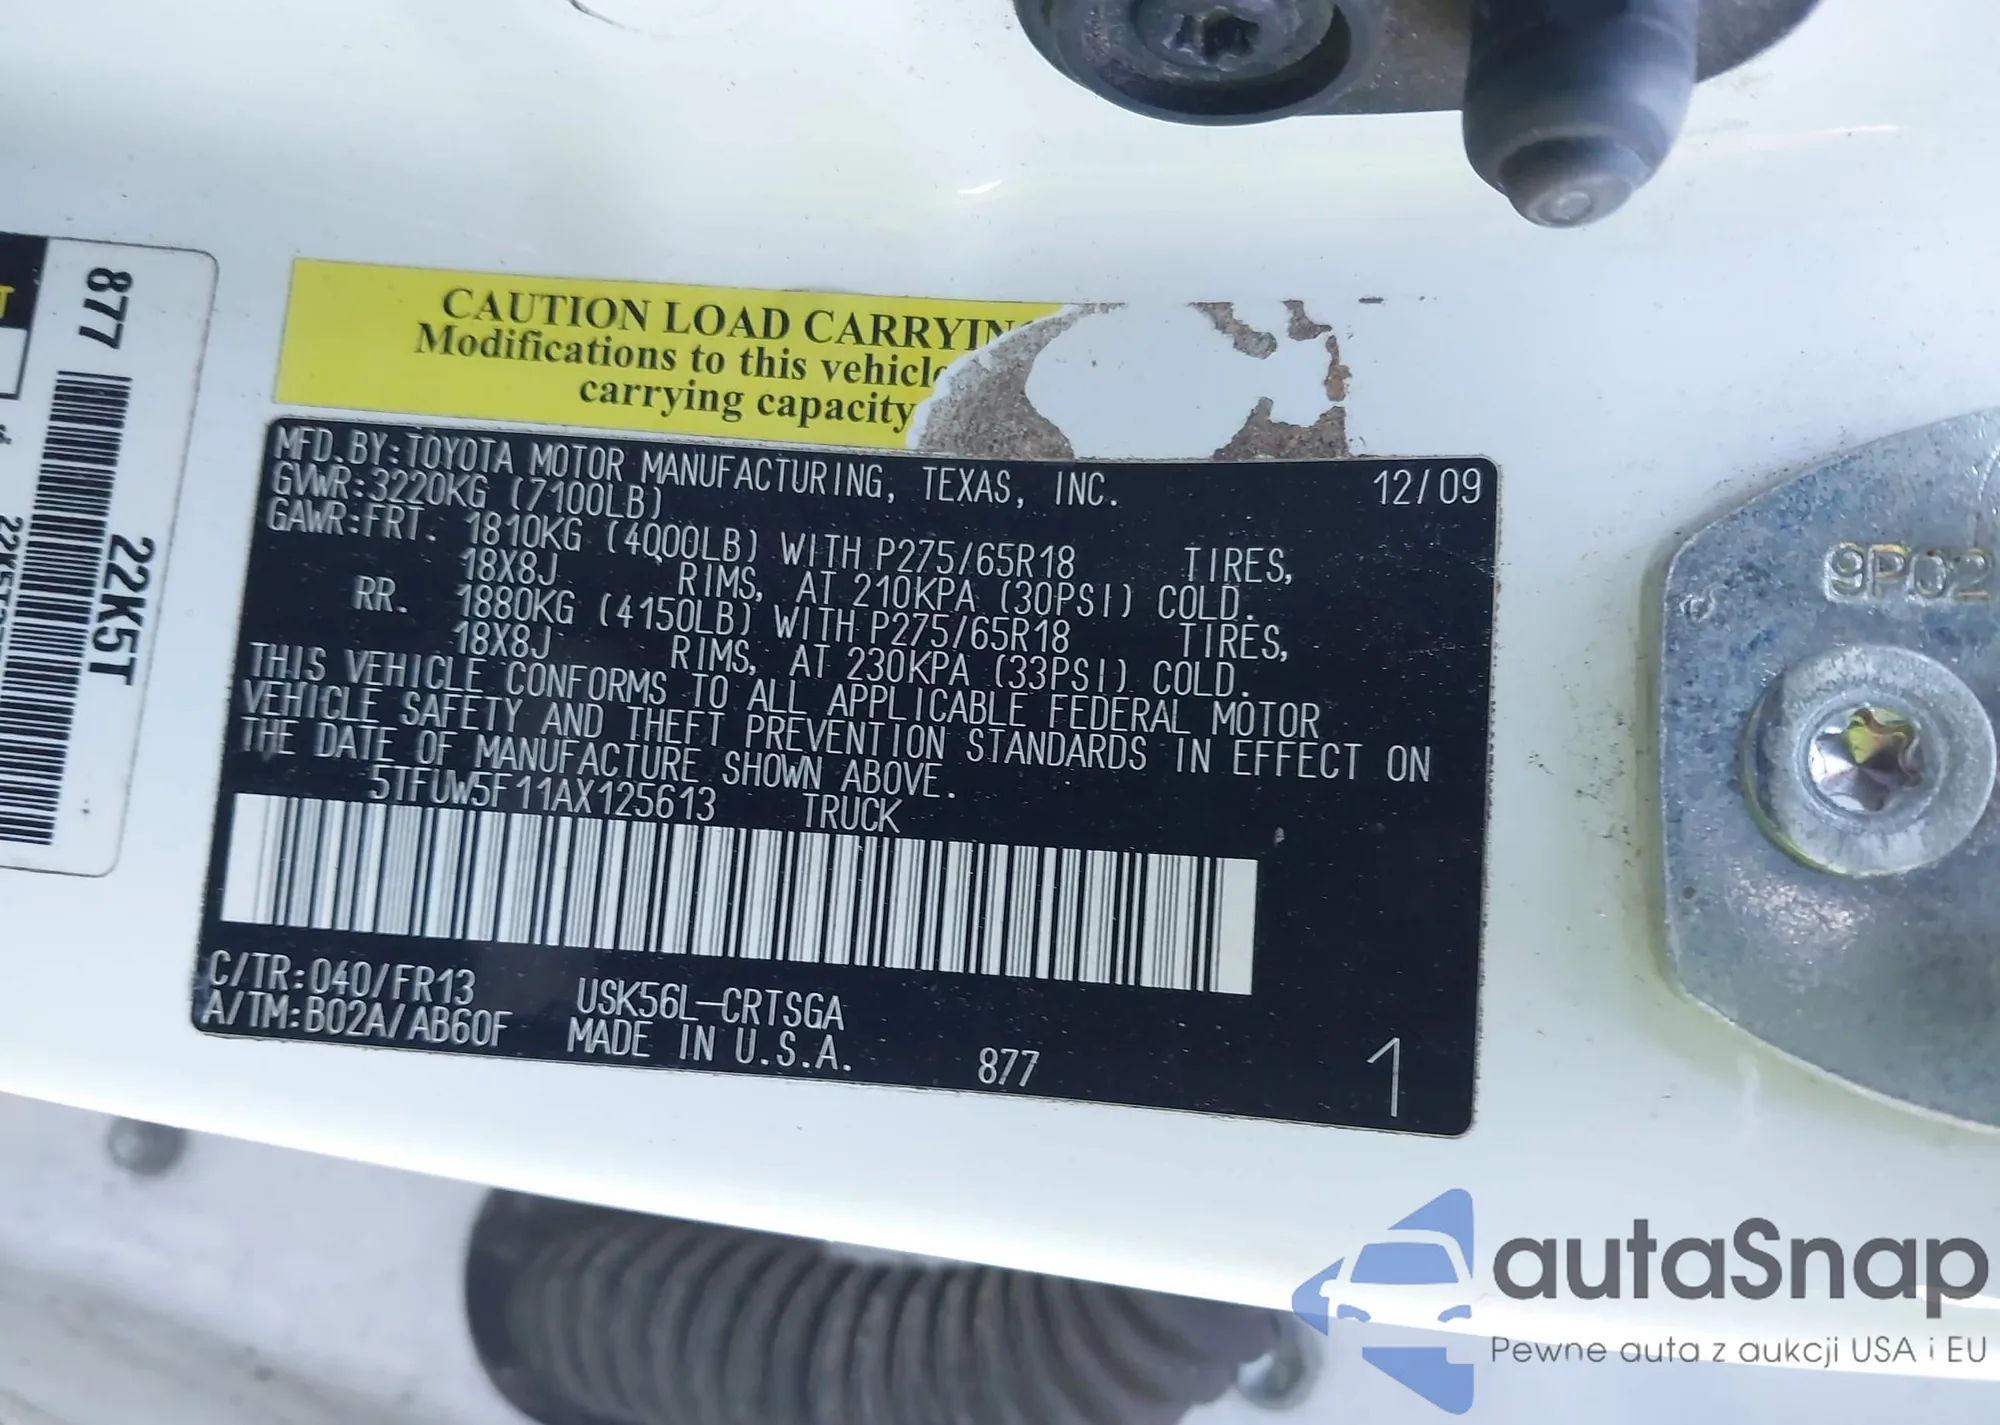 877
22K5T
CAUTION LOAD CARRYIN
Modifications to this vehicle
carrying capacity
MFD.BY:TOYOTA MOTOR MANUFACTURING, TEXAS, INC. 12/09
GVWR:3220KG (7100LB)
GAWR:FRT. 1810KG (4000LB) WITH P275/65R18 TIRES,
18X8J RIMS, AT 210KPA (30PSI) COLD.
RR. 1880KG (4150LB) WITH P275/65R18 TIRES,
18X8J RIMS, AT 230KPA (33PSI) COLD.
THIS VEHICLE CONFORMS TO ALL APPLICABLE FEDERAL MOTOR
VEHICLE SAFETY AND THEFT PREVENTION STANDARDS IN EFFECT ON
THE DATE OF MANUFACTURE SHOWN ABOVE.
5TFUW5F11AX125613 TRUCK
C/TR:040/FR13 USK56L-CRTSGA
A/TM:B02A/AB60F MADE IN U.S.A. 877 1
9P02
autaSnap
Pewne auta z aukcji USA i EU